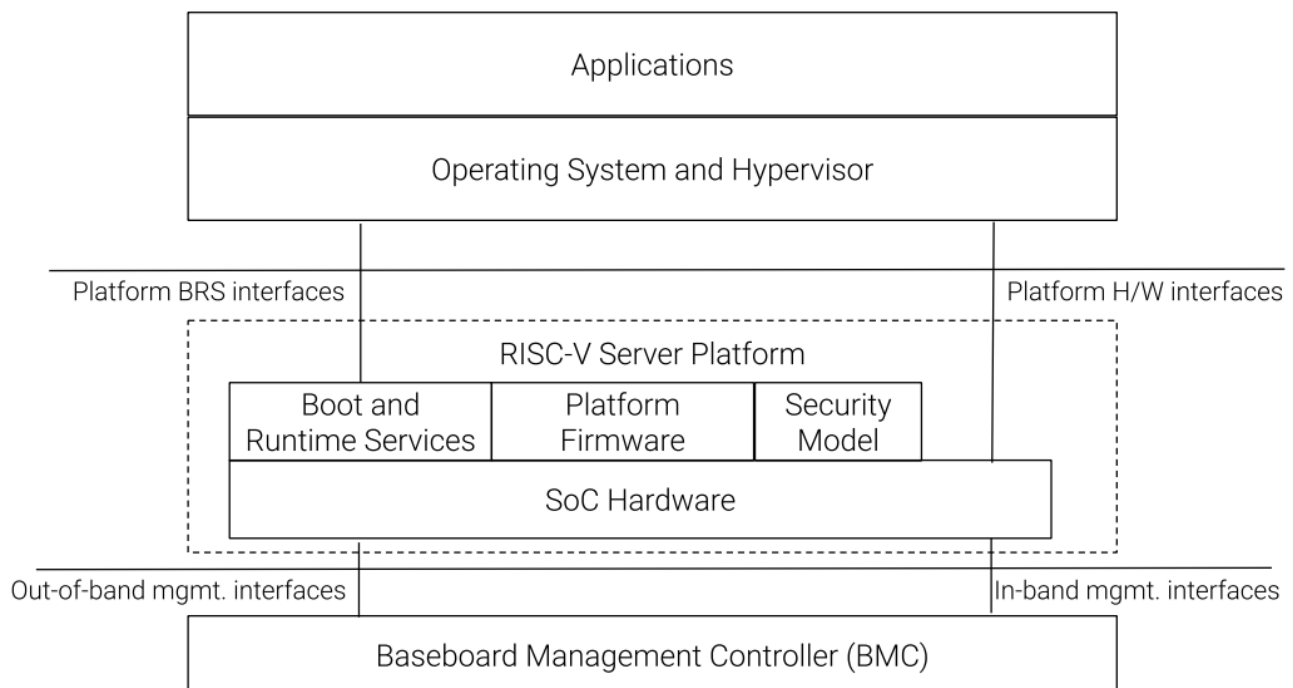 Applications
Operating System and Hypervisor
Platform BRS interfaces
Platform H/W interfaces
RISC-V Server Platform
Boot and
Runtime Services
Platform
Firmware
Security
Model
SoC Hardware
Out-of-band mgmt. interfaces
In-band mgmt. interfaces
Baseboard Management Controller (BMC)